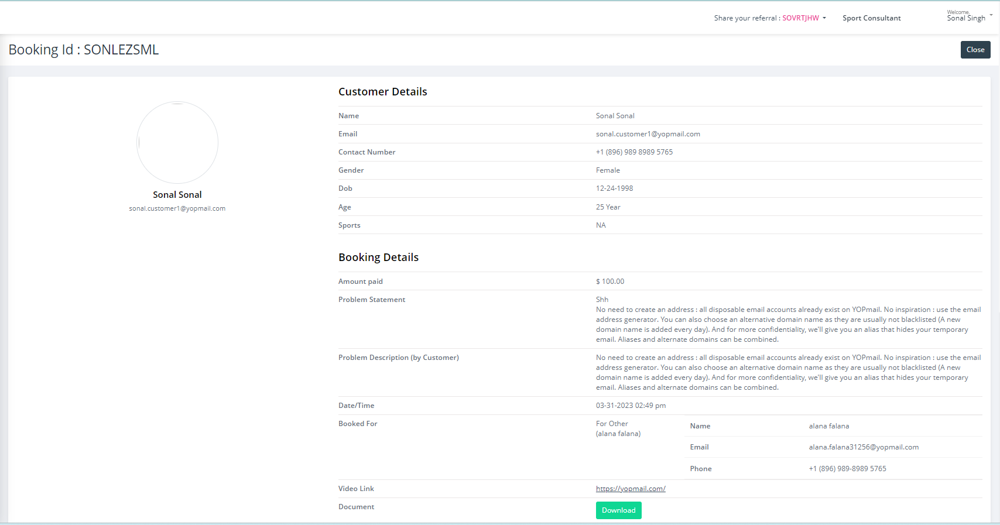 Share your referral : SOVRTJHW
Sport Consultant
Welcome,
Sonal Singh
Booking Id : SONLEZSML
Close
Sonal Sonal
sonal.customer1@yopmail.com
Customer Details
Name Sonal Sonal
Email sonal.customer1@yopmail.com
Contact Number +1 (896) 989 8989 5765
Gender Female
Dob 12-24-1998
Age 25 Year
Sports NA
Booking Details
Amount paid $ 100.00
Problem Statement Shh
No need to create an address : all disposable email accounts already exist on YOPmail. No inspiration : use the email
address generator. You can also choose an alternative domain name as they are usually not blacklisted (A new
domain name is added every day). And for more confidentiality, we'll give you an alias that hides your temporary
email. Aliases and alternate domains can be combined.
Problem Description (by Customer) No need to create an address : all disposable email accounts already exist on YOPmail. No inspiration : use the email
address generator. You can also choose an alternative domain name as they are usually not blacklisted (A new
domain name is added every day). And for more confidentiality, we'll give you an alias that hides your temporary
email. Aliases and alternate domains can be combined.
Date/Time 03-31-2023 02:49 pm
Booked For For Other
(alana falana)
Name alana falana
Email alana.falana31256@yopmail.com
Phone +1 (896) 989-8989 5765
Video Link https://yopmail.com/
Document Download